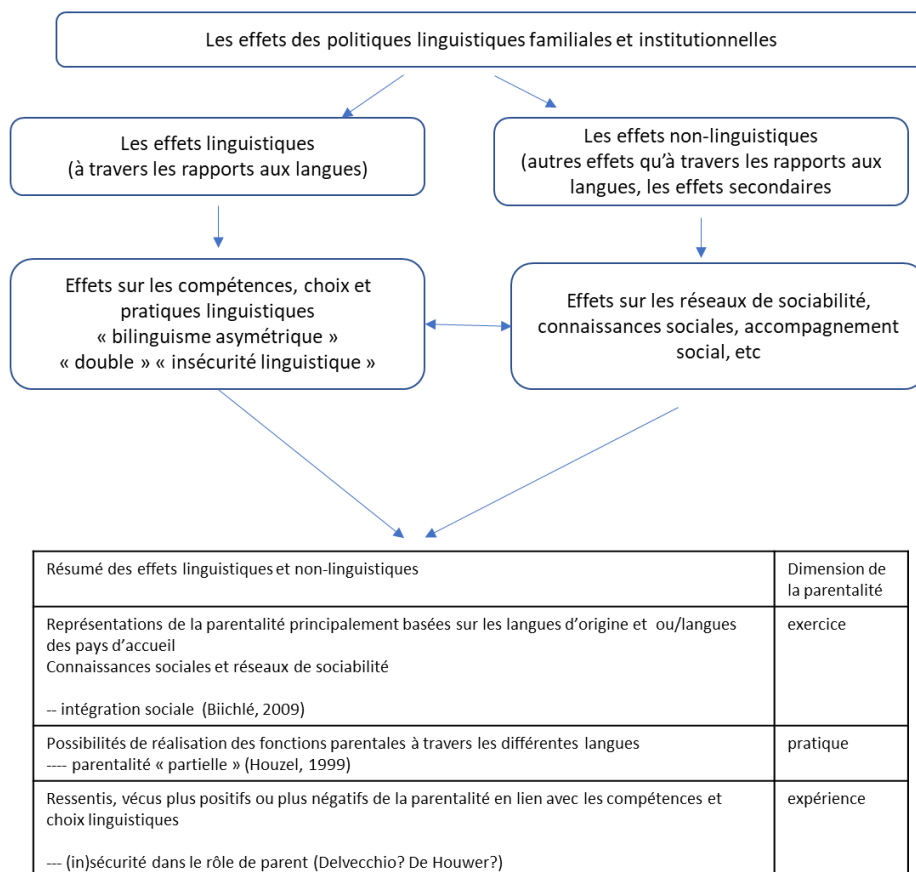 Les effets des politiques linguistiques familiales et institutionnelles
Les effets linguistiques
(à travers les rapports aux langues)
Les effets non-linguistiques
(autres effets qu'à travers les rapports aux
langues, les effets secondaires
Effets sur les compétences, choix et
pratiques linguistiques
« bilinguisme asymétrique »
« double » « insécurité linguistique »
Effets sur les réseaux de sociabilité,
connaissances sociales, accompagnement
social, etc
Résumé des effets linguistiques et non-linguistiques
Dimension de
la parentalité
Représentations de la parentalité principalement basées sur les langues d'origine et ou/langues
des pays d'accueil
Connaissances sociales et réseaux de sociabilité
-- intégration sociale (Biichlé, 2009)
exercice
Possibilités de réalisation des fonctions parentales à travers les différentes langues
---- parentalité « partielle » (Houzel, 1999)
pratique
Ressentis, vécus plus positifs ou plus négatifs de la parentalité en lien avec les compétences et
choix linguistiques
--- (in)sécurité dans le rôle de parent (Delvecchio? De Houwer?)
expérience